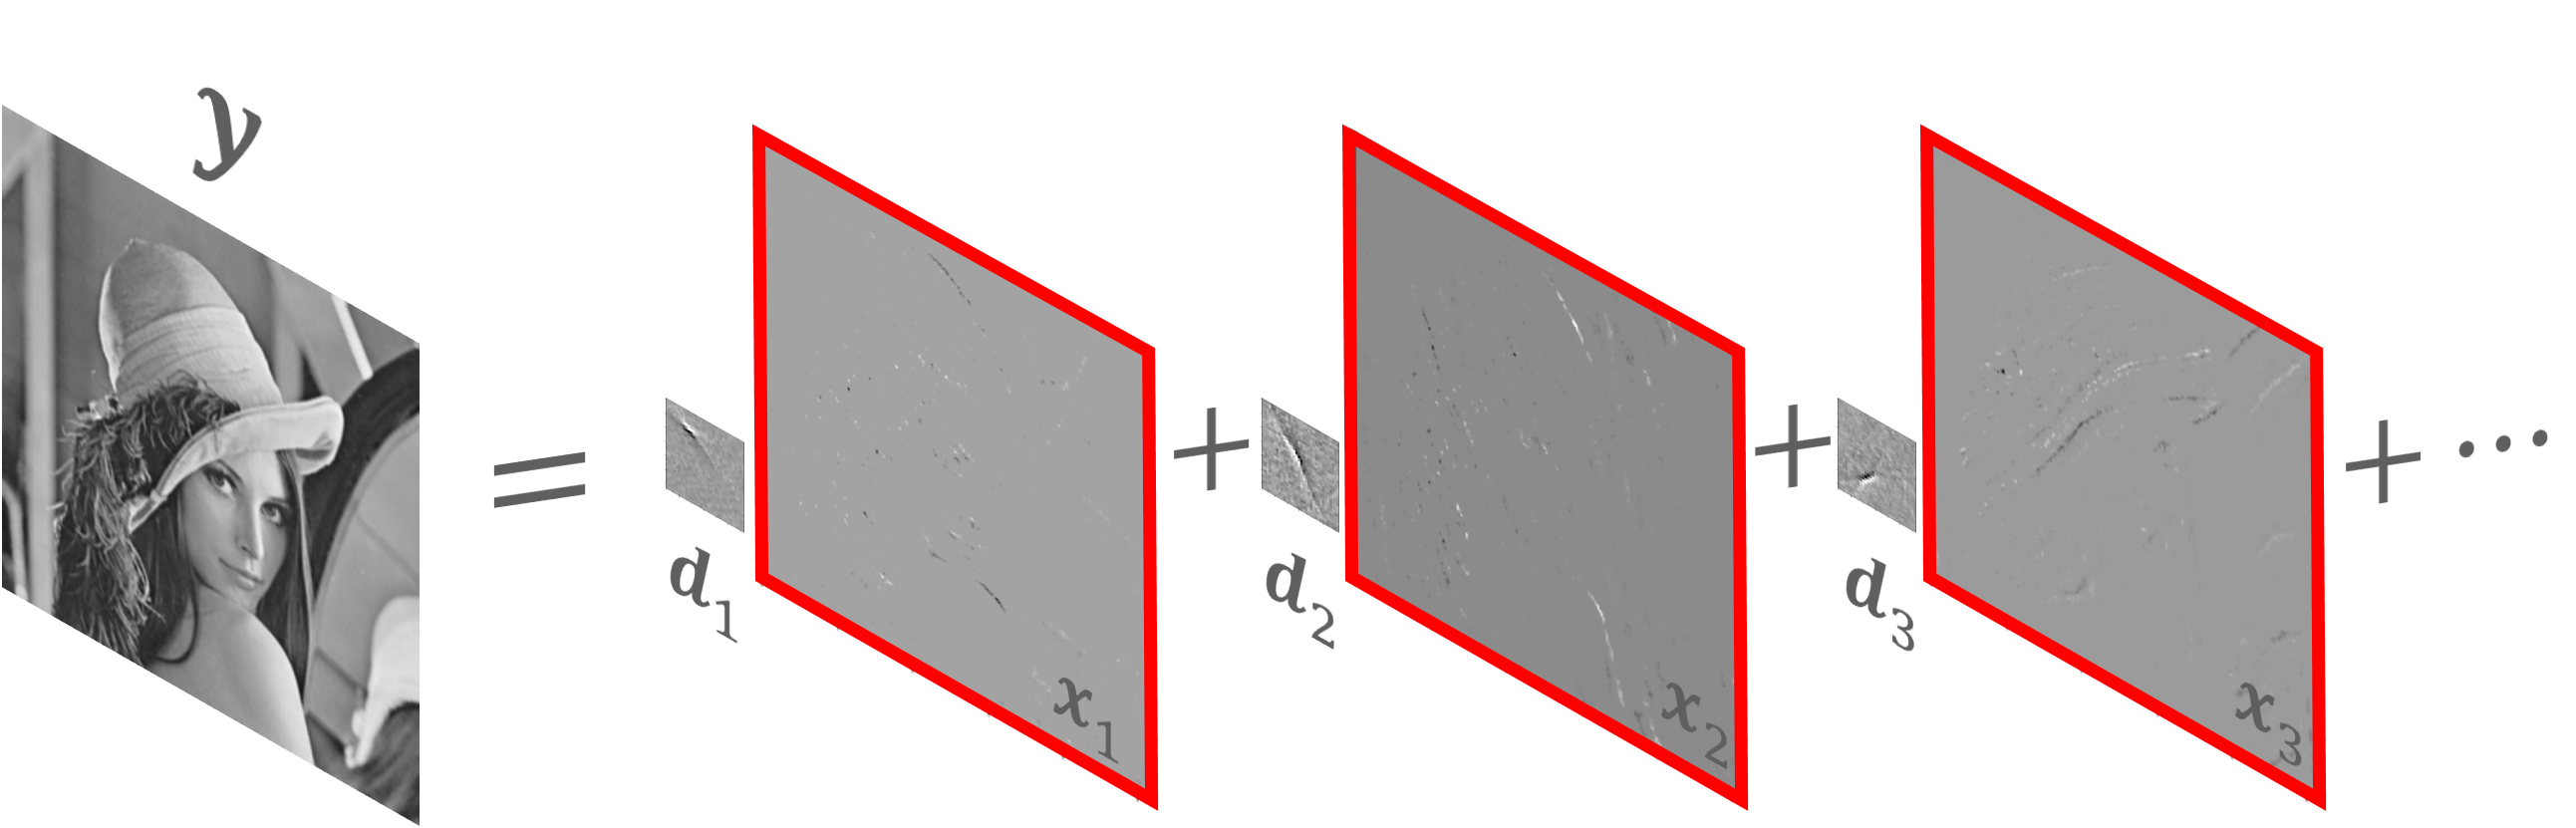 y = d₁ x₁ + d₂ x₂ + d₃ x₃ + ···